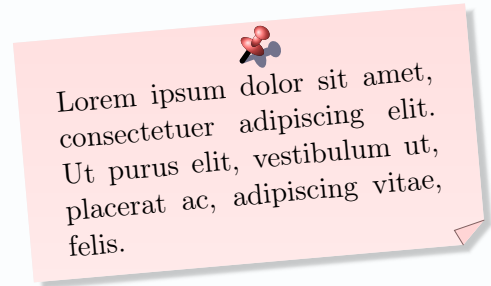 Lorem ipsum dolor sit amet,
consectetuer adipiscing elit.
Ut purus elit, vestibulum ut,
placerat ac, adipiscing vitae,
felis.